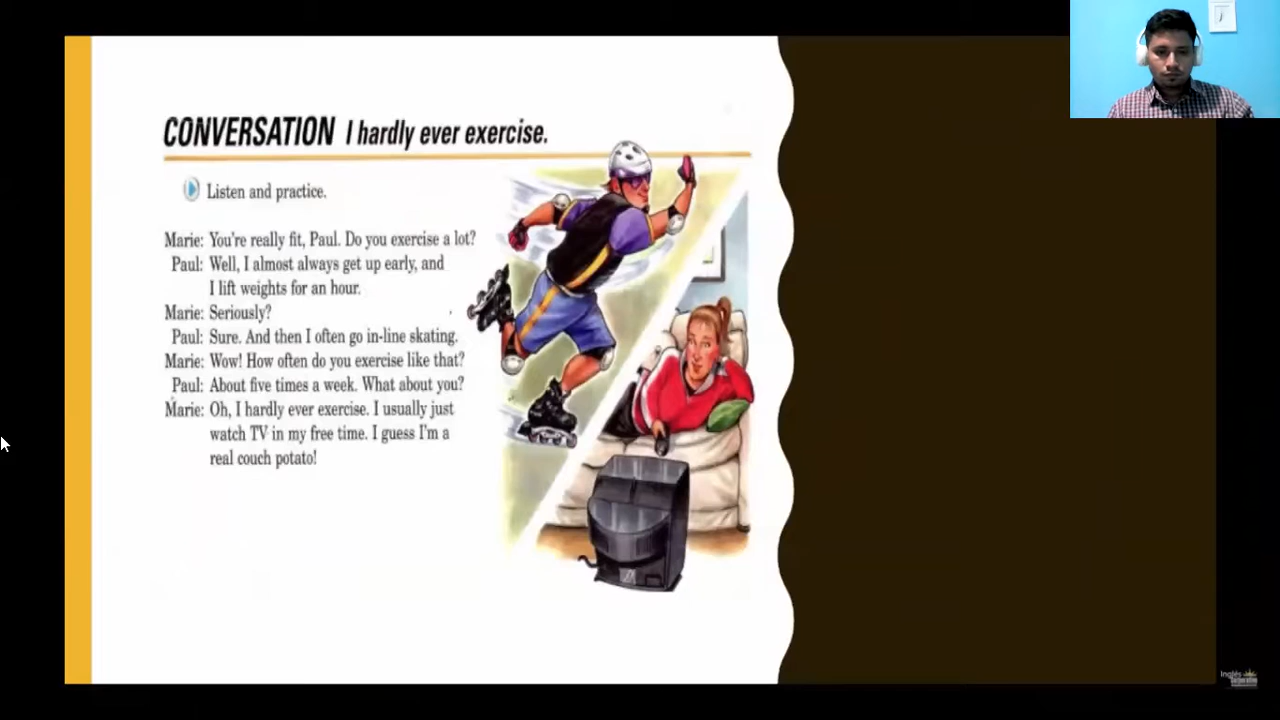 CONVERSATION I hardly ever exercise.
Listen and practice.
Marie: You're really fit, Paul. Do you exercise a lot?
Paul: Well, I almost always get up early, and
I lift weights for an hour.
Marie: Seriously?
Paul: Sure. And then I often go in-line skating.
Marie: Wow! How often do you exercise like that?
Paul: About five times a week. What about you?
Marie: Oh, I hardly ever exercise. I usually just
watch TV in my free time. I guess I'm a
real couch potato!
Inglés